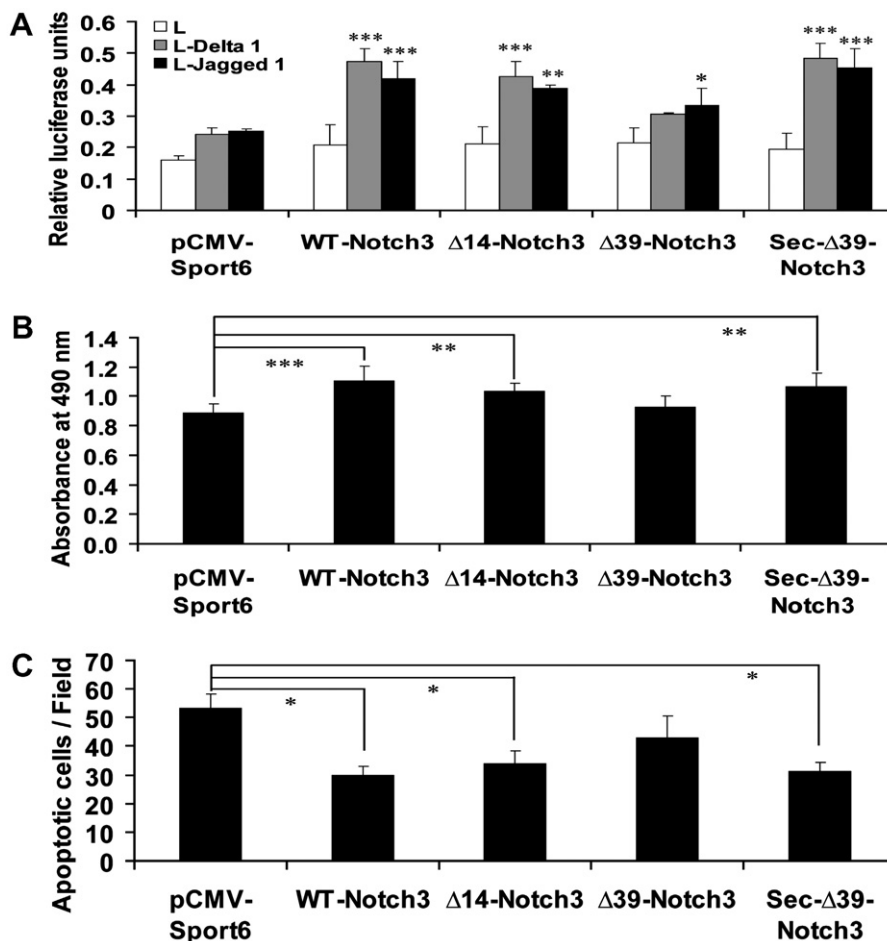 A
Relative luciferase units
0.6
0.5
0.4
0.3
0.2
0.1
0
L
L-Delta 1
L-Jagged 1
***
***
***
**
*
***
***
pCMV-
Sport6
WT-Notch3
Δ14-Notch3
Δ39-Notch3
Sec-Δ39-
Notch3
B
Absorbance at 490 nm
1.4
1.2
1.0
0.8
0.6
0.4
0.2
0.0
***
**
**
pCMV-
Sport6
WT-Notch3
Δ14-Notch3
Δ39-Notch3
Sec-Δ39-
Notch3
C
Apoptotic cells / Field
70
60
50
40
30
20
10
0
*
*
*
pCMV-
Sport6
WT-Notch3
Δ14-Notch3
Δ39-Notch3
Sec-Δ39-
Notch3